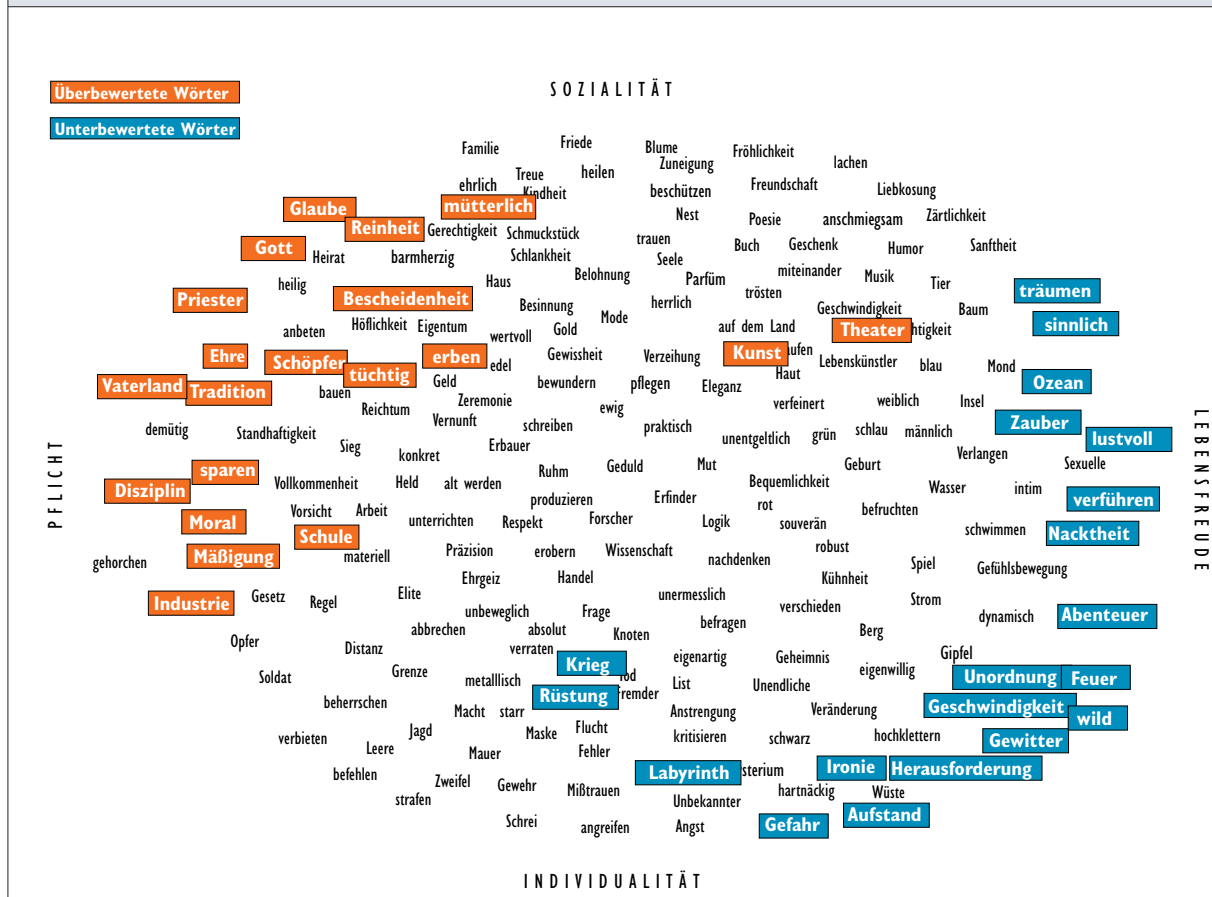 SOZIALITÄT
Überbewertete Wörter
Unterbewertete Wörter
Familie Friede Blume Fröhlichkeit
Zuneigung lachen
Treue heilen
ehrlich Kindheit beschützen Freundschaft Liebkosung
Glaube mütterlich Nest Poesie anschmiegsam Zärtlichkeit
Reinheit Gerechtigkeit Schmuckstück trauen
Gott Heirat barmherzig Schlankheit Seele Buch Geschenk Humor Sanftheit
heilig Haus Belohnung Parfüm miteinander Musik Tier
Priester Bescheidenheit Besinnung herrlich trösten träumen
Geschwindigkeit Baum
anbeten Höflichkeit Eigentum wertvoll Gold Mode auf dem Land Theater htigkeit sinnlich
Ehre Schöpfer erben edel Gewissheit Verzeihung Kunst aufen Lebenskünstler blau Mond
Haut
Vaterland Tradition tüchtig Geld bewundern pflegen Eleganz Ozean
bauen Reichtum Zeremonie ewig verfeinert weiblich Insel
demütig Standhaftigkeit Vernunft schreiben praktisch unentgeltlich grün schlau männlich Zauber lustvoll
PFLICHT
LEBENSFREUDE
Sieg konkret Erbauer Verlangen
sparen Ruhm Geduld Mut Geburt Sexuelle
Disziplin Vollkommenheit Held alt werden produzieren Erfinder Bequemlichkeit Wasser intim verführen
rot
Moral Vorsicht Arbeit unterrichten Respekt Forscher Logik souverän befruchten schwimmen Nacktheit
Schule
gehorchen Mäßigung materiell Präzision erobern Wissenschaft nachdenken robust Spiel Gefühlsbewegung
Ehrgeiz Handel Kühnheit
Industrie Gesetz Regel Elite unbeweglich Frage unermesslich verschieden Strom dynamisch Abenteuer
Opfer abbrechen absolut Knoten befragen Berg
Distanz verraten eigenartig Geheimnis eigenwillig Gipfel
Soldat Grenze metalllisch Krieg Tod List Unendliche Unordnung Feuer
beherrschen Macht starr Rüstung Fremder Anstrengung Veränderung Geschwindigkeit wild
verbieten Jagd Maske Flucht kritisieren schwarz hochklettern Gewitter
Leere Mauer Fehler
befehlen Zweifel Gewehr Mißtrauen Labyrinth sterium Ironie Herausforderung
hartnäckig Wüste
strafen Unbekannter
Schrei angreifen Angst Gefahr Aufstand
INDIVIDUALITÄT